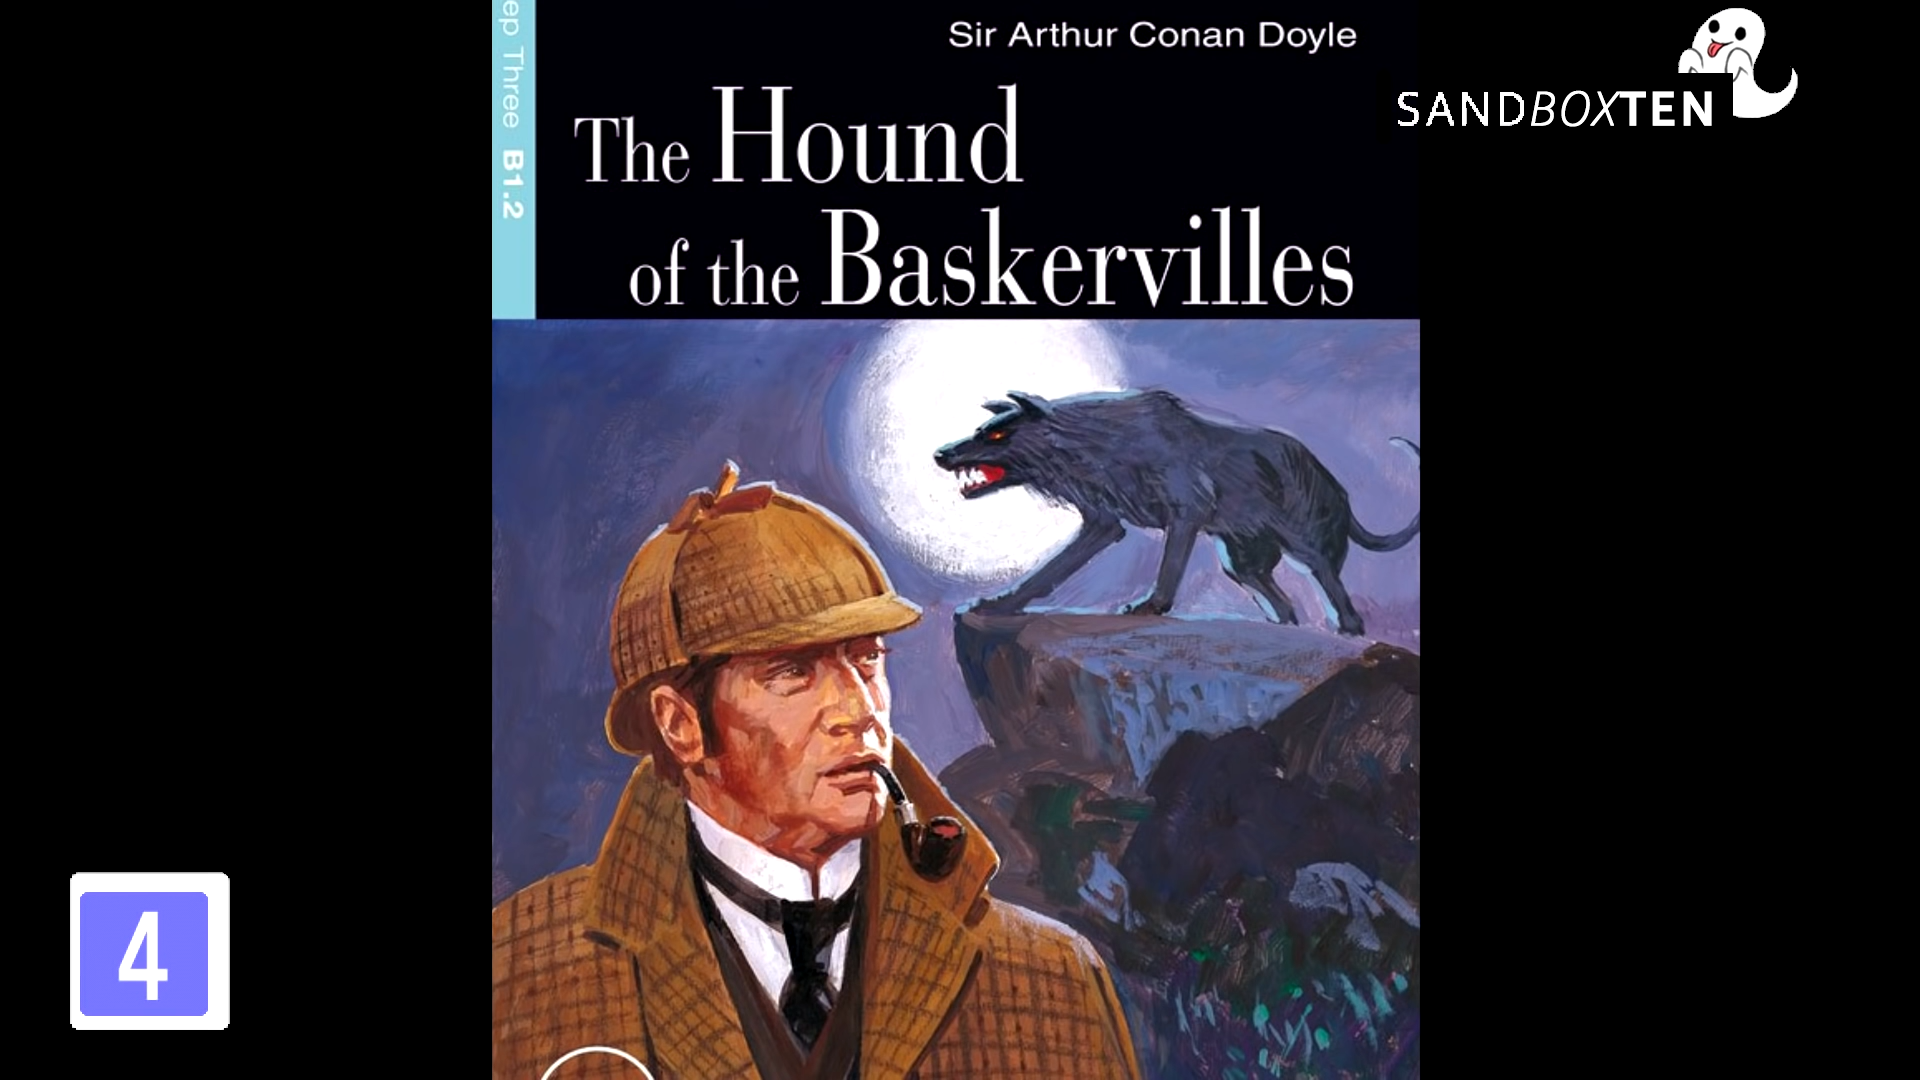 Sir Arthur Conan Doyle
The Hound
of the Baskervilles
ep Three B1.2
SANDBOXTEN
4